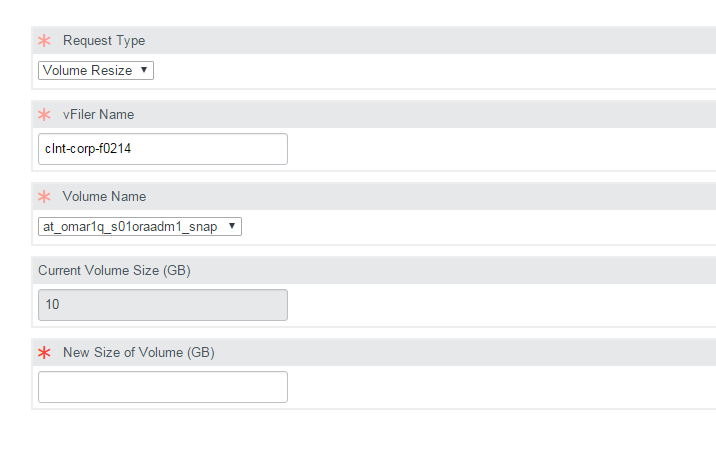 * Request Type
Volume Resize ▼
* vFiler Name
clnt-corp-f0214
* Volume Name
at_omar1q_s01oraadm1_snap ▼
Current Volume Size (GB)
10
* New Size of Volume (GB)